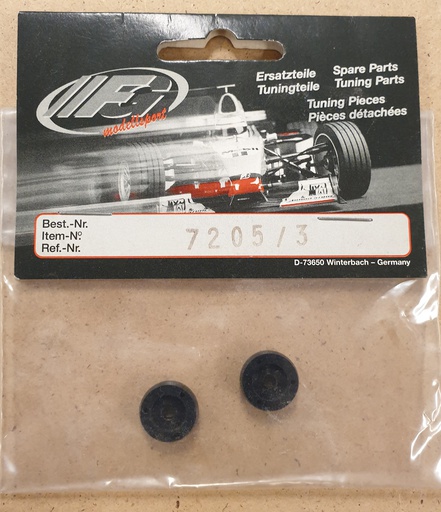 FG
modellsport
Ersatzteile
Tuningteile
Spare Parts
Tuning Parts
Tuning Pieces
Pièces détachées
Best.-Nr.
Item-Nº
Ref.-Nr.
7205/3
D-73650 Winterbach – Germany